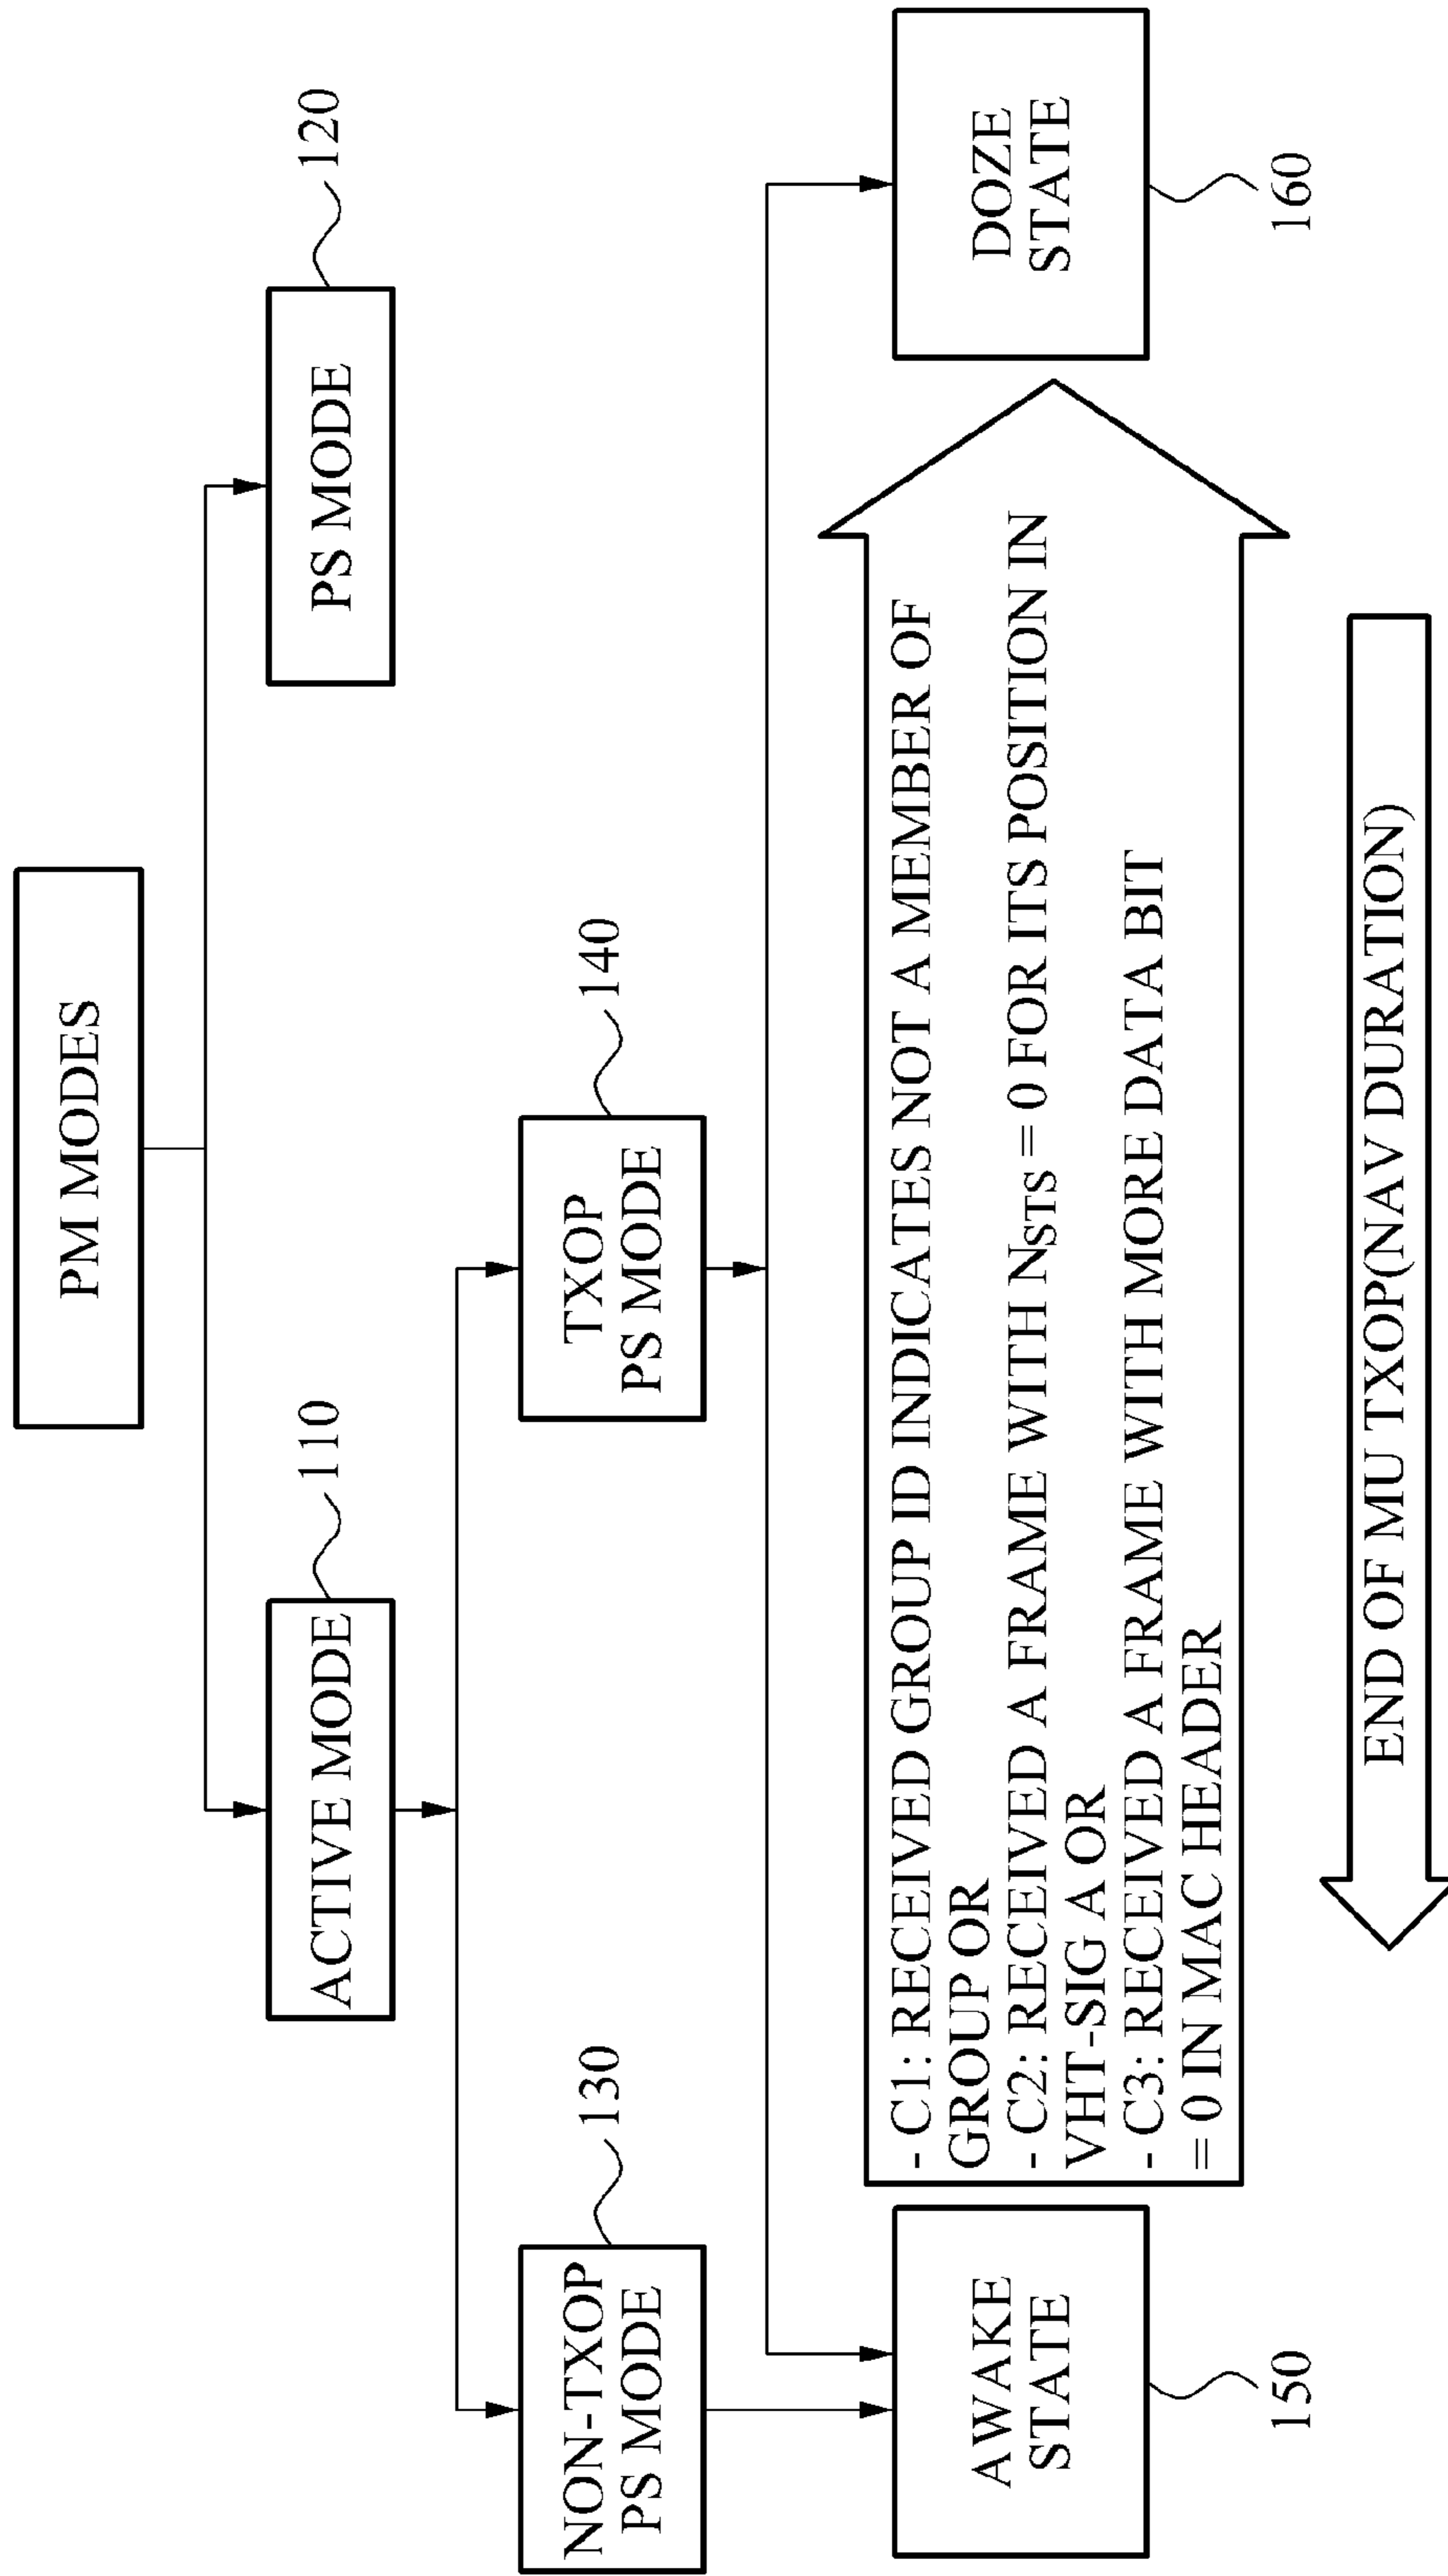 PM MODES
ACTIVE MODE
110
PS MODE
120
NON-TXOP
PS MODE
130
TXOP
PS MODE
140
AWAKE
STATE
150
- C1: RECEIVED GROUP ID INDICATES NOT A MEMBER OF
GROUP OR
- C2: RECEIVED A FRAME WITH NSTS = 0 FOR ITS POSITION IN
VHT-SIG A OR
- C3: RECEIVED A FRAME WITH MORE DATA BIT
= 0 IN MAC HEADER
DOZE
STATE
160
END OF MU TXOP(NAV DURATION)